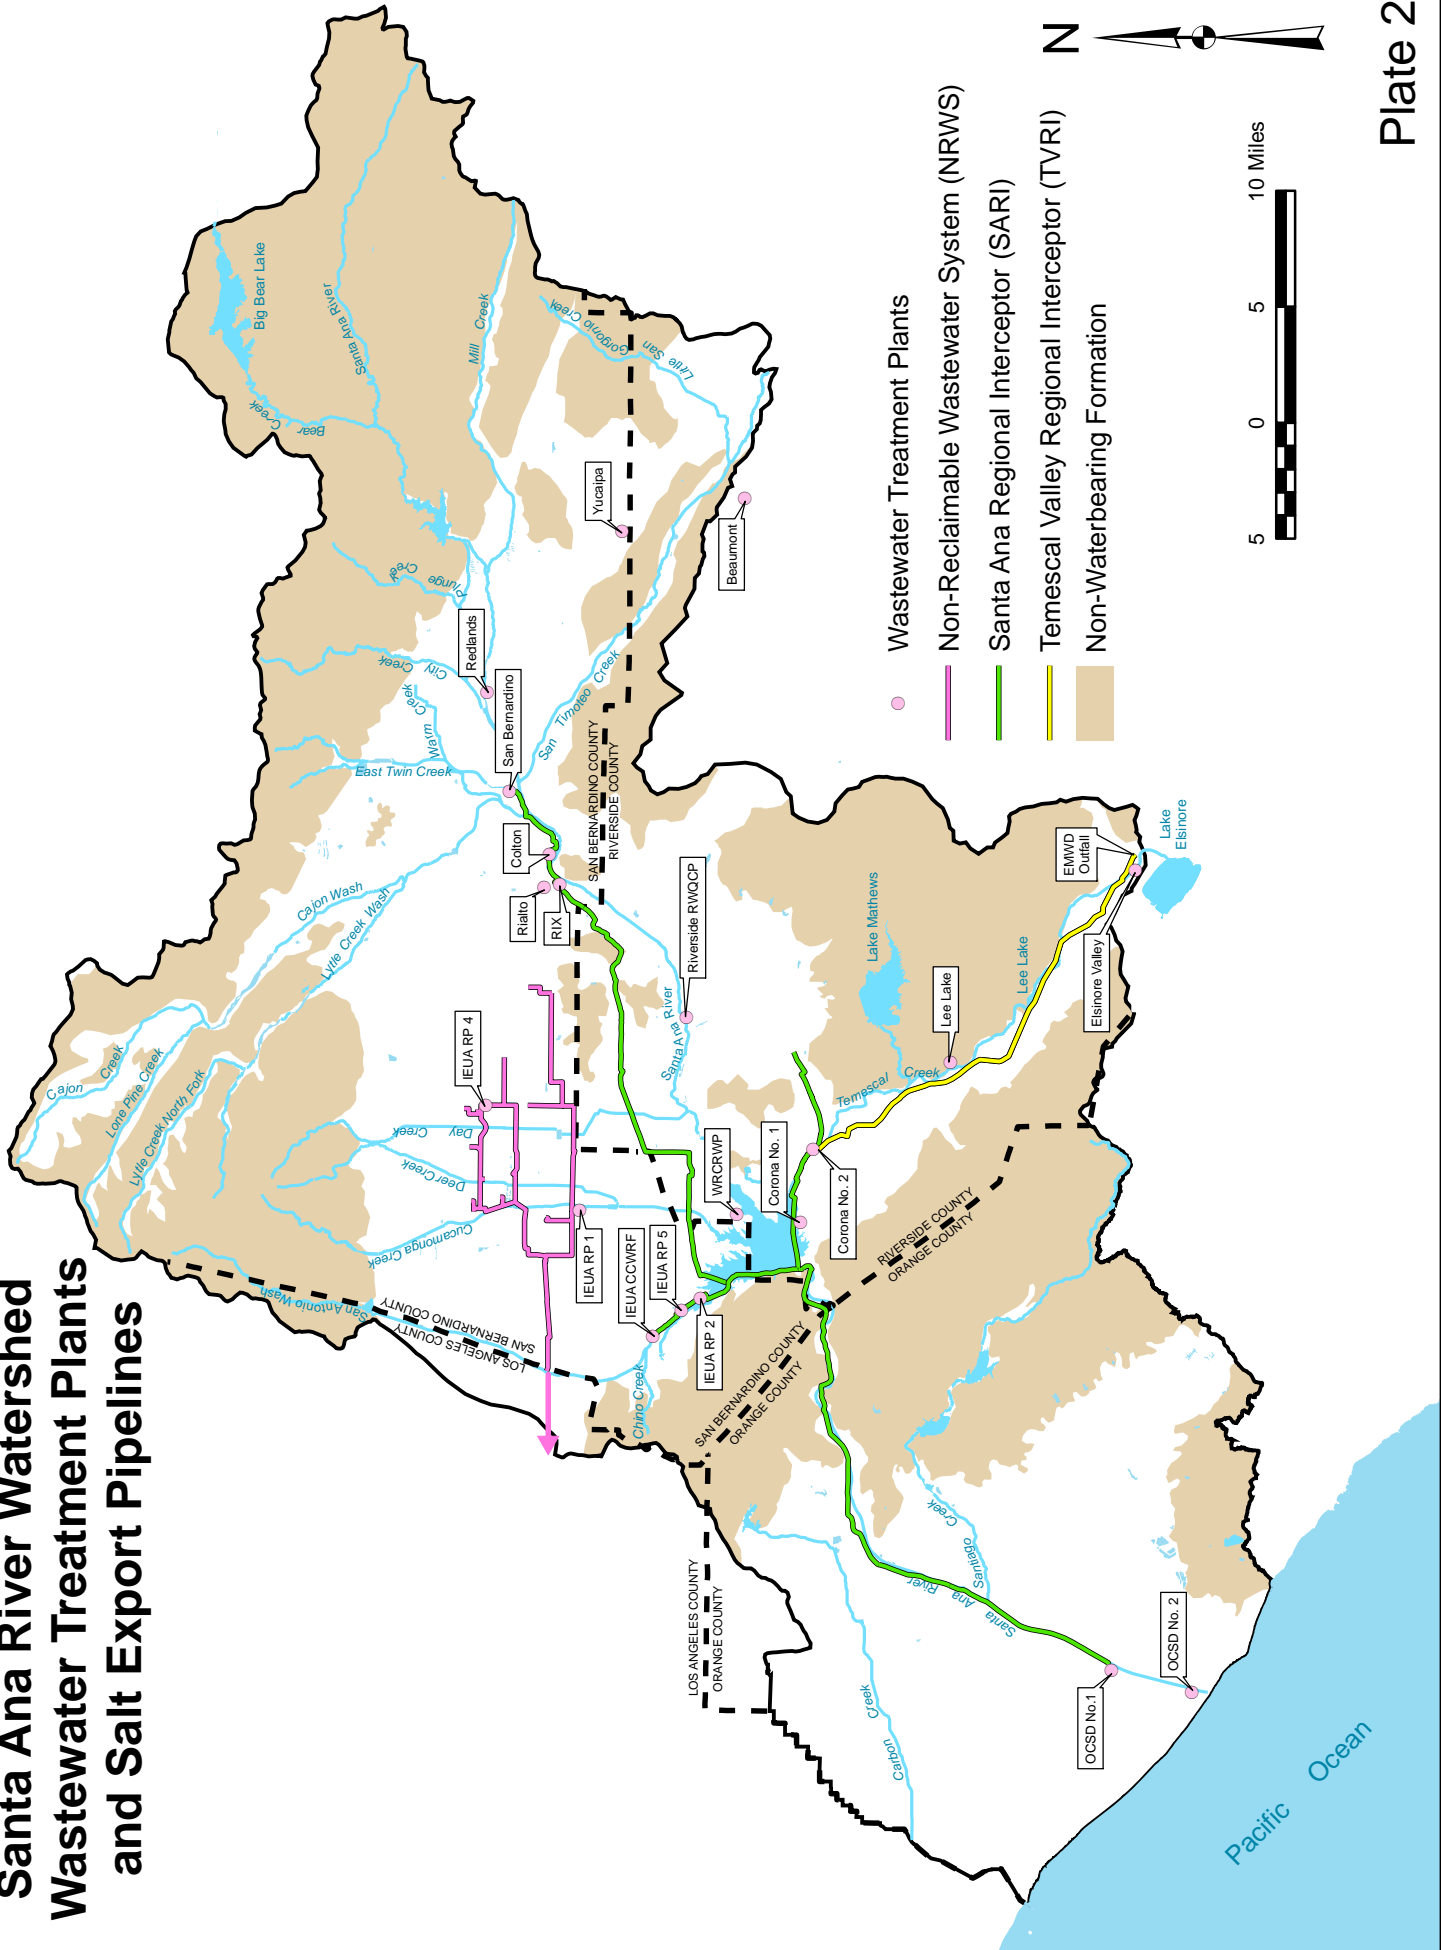 Santa Ana River Watershed
Wastewater Treatment Plants
and Salt Export Pipelines
Cajon
Creek
Lone Pine Creek
Lytle Creek North Fork
Cajon Wash
Lytle Creek Wash
San Antonio Wash
Cucamonga Creek
Deer Creek
Day
Creek
East Twin Creek
Warm
Creek
City
Creek
Plunge
Creek
Bear
Creek
Big Bear Lake
Santa Ana River
Mill
Creek
Little
San
Gorgonio Creek
San
Timoteo
Creek
LOS ANGELES COUNTY
SAN BERNARDINO COUNTY
SAN BERNARDINO COUNTY
RIVERSIDE COUNTY
IEUA RP 4
Rialto
RIX
Colton
San Bernardino
Redlands
Yucaipa
Beaumont
Riverside RWQCP
Santa Ana
River
IEUA RP 1
IEUA CCWRF
IEUA RP 5
IEUA RP 2
WRCRWP
Corona No. 1
Corona No. 2
Chino Creek
SAN BERNARDINO COUNTY
ORANGE COUNTY
RIVERSIDE COUNTY
ORANGE COUNTY
LOS ANGELES COUNTY
ORANGE COUNTY
Temescal
Creek
Lake Mathews
Lee Lake
Lee Lake
EMWD
Outfall
Elsinore Valley
Lake
Elsinore
Carbon
Creek
Santa
Ana
River
Santiago
Creek
OCSD No.1
OCSD No. 2
Pacific
Ocean
Wastewater Treatment Plants
Non-Reclaimable Wastewater System (NRWS)
Santa Ana Regional Interceptor (SARI)
Temescal Valley Regional Interceptor (TVRI)
Non-Waterbearing Formation
5
0
5
10 Miles
N
Plate 2